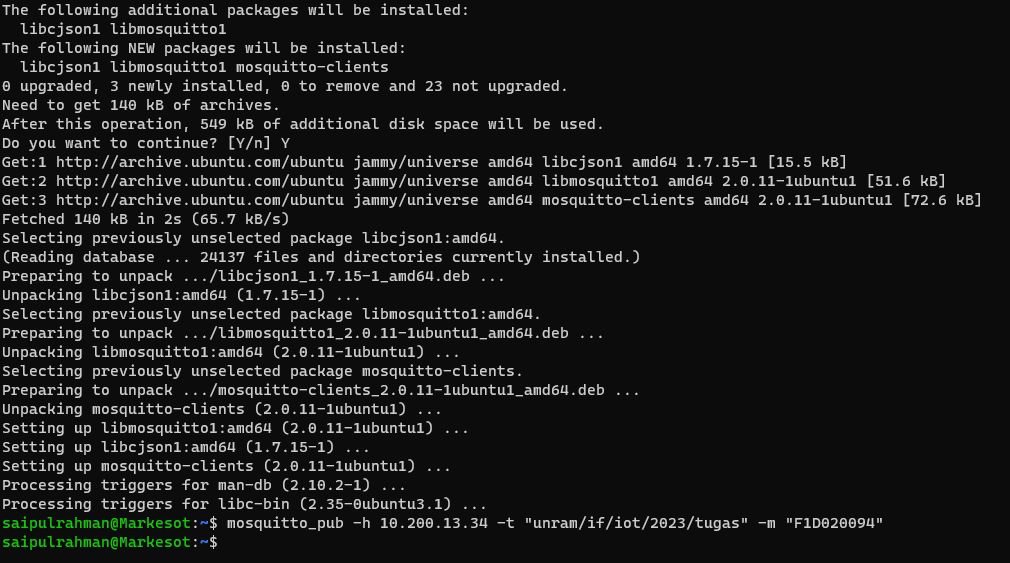 The following additional packages will be installed:
  libcjson1 libmosquitto1
The following NEW packages will be installed:
  libcjson1 libmosquitto1 mosquitto-clients
0 upgraded, 3 newly installed, 0 to remove and 23 not upgraded.
Need to get 140 kB of archives.
After this operation, 549 kB of additional disk space will be used.
Do you want to continue? [Y/n] Y
Get:1 http://archive.ubuntu.com/ubuntu jammy/universe amd64 libcjson1 amd64 1.7.15-1 [15.5 kB]
Get:2 http://archive.ubuntu.com/ubuntu jammy/universe amd64 libmosquitto1 amd64 2.0.11-1ubuntu1 [51.6 kB]
Get:3 http://archive.ubuntu.com/ubuntu jammy/universe amd64 mosquitto-clients amd64 2.0.11-1ubuntu1 [72.6 kB]
Fetched 140 kB in 2s (65.7 kB/s)
Selecting previously unselected package libcjson1:amd64.
(Reading database ... 24137 files and directories currently installed.)
Preparing to unpack .../libcjson1_1.7.15-1_amd64.deb ...
Unpacking libcjson1:amd64 (1.7.15-1) ...
Selecting previously unselected package libmosquitto1:amd64.
Preparing to unpack .../libmosquitto1_2.0.11-1ubuntu1_amd64.deb ...
Unpacking libmosquitto1:amd64 (2.0.11-1ubuntu1) ...
Selecting previously unselected package mosquitto-clients.
Preparing to unpack .../mosquitto-clients_2.0.11-1ubuntu1_amd64.deb ...
Unpacking mosquitto-clients (2.0.11-1ubuntu1) ...
Setting up libmosquitto1:amd64 (2.0.11-1ubuntu1) ...
Setting up libcjson1:amd64 (1.7.15-1) ...
Setting up mosquitto-clients (2.0.11-1ubuntu1) ...
Processing triggers for man-db (2.10.2-1) ...
Processing triggers for libc-bin (2.35-0ubuntu3.1) ...
saipulrahman@Markesot:~$ mosquitto_pub -h 10.200.13.34 -t "unram/if/iot/2023/tugas" -m "F1D020094"
saipulrahman@Markesot:~$